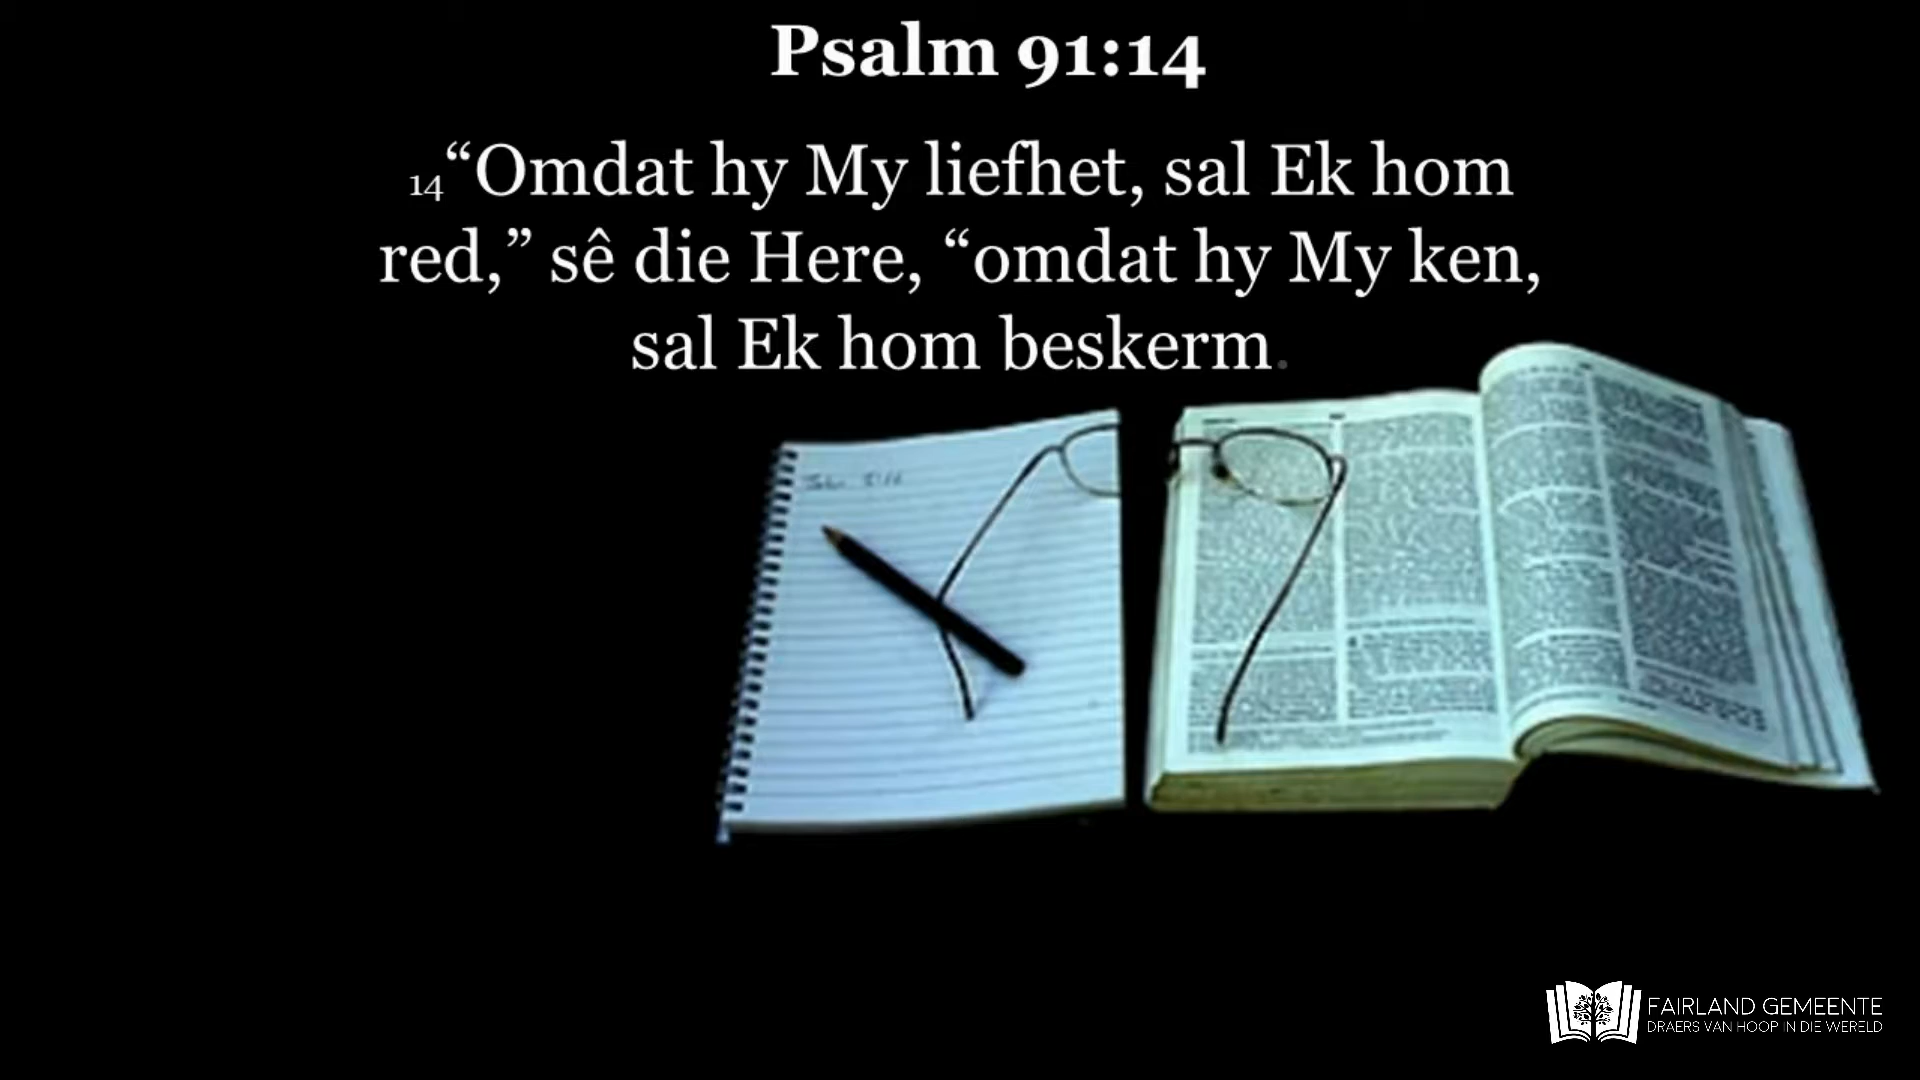 Psalm 91:14
14“Omdat hy My liefhet, sal Ek hom
red,” sê die Here, “omdat hy My ken,
sal Ek hom beskerm.
FAIRLAND GEMEENTE
DRAERS VAN HOOP IN DIE WERELD